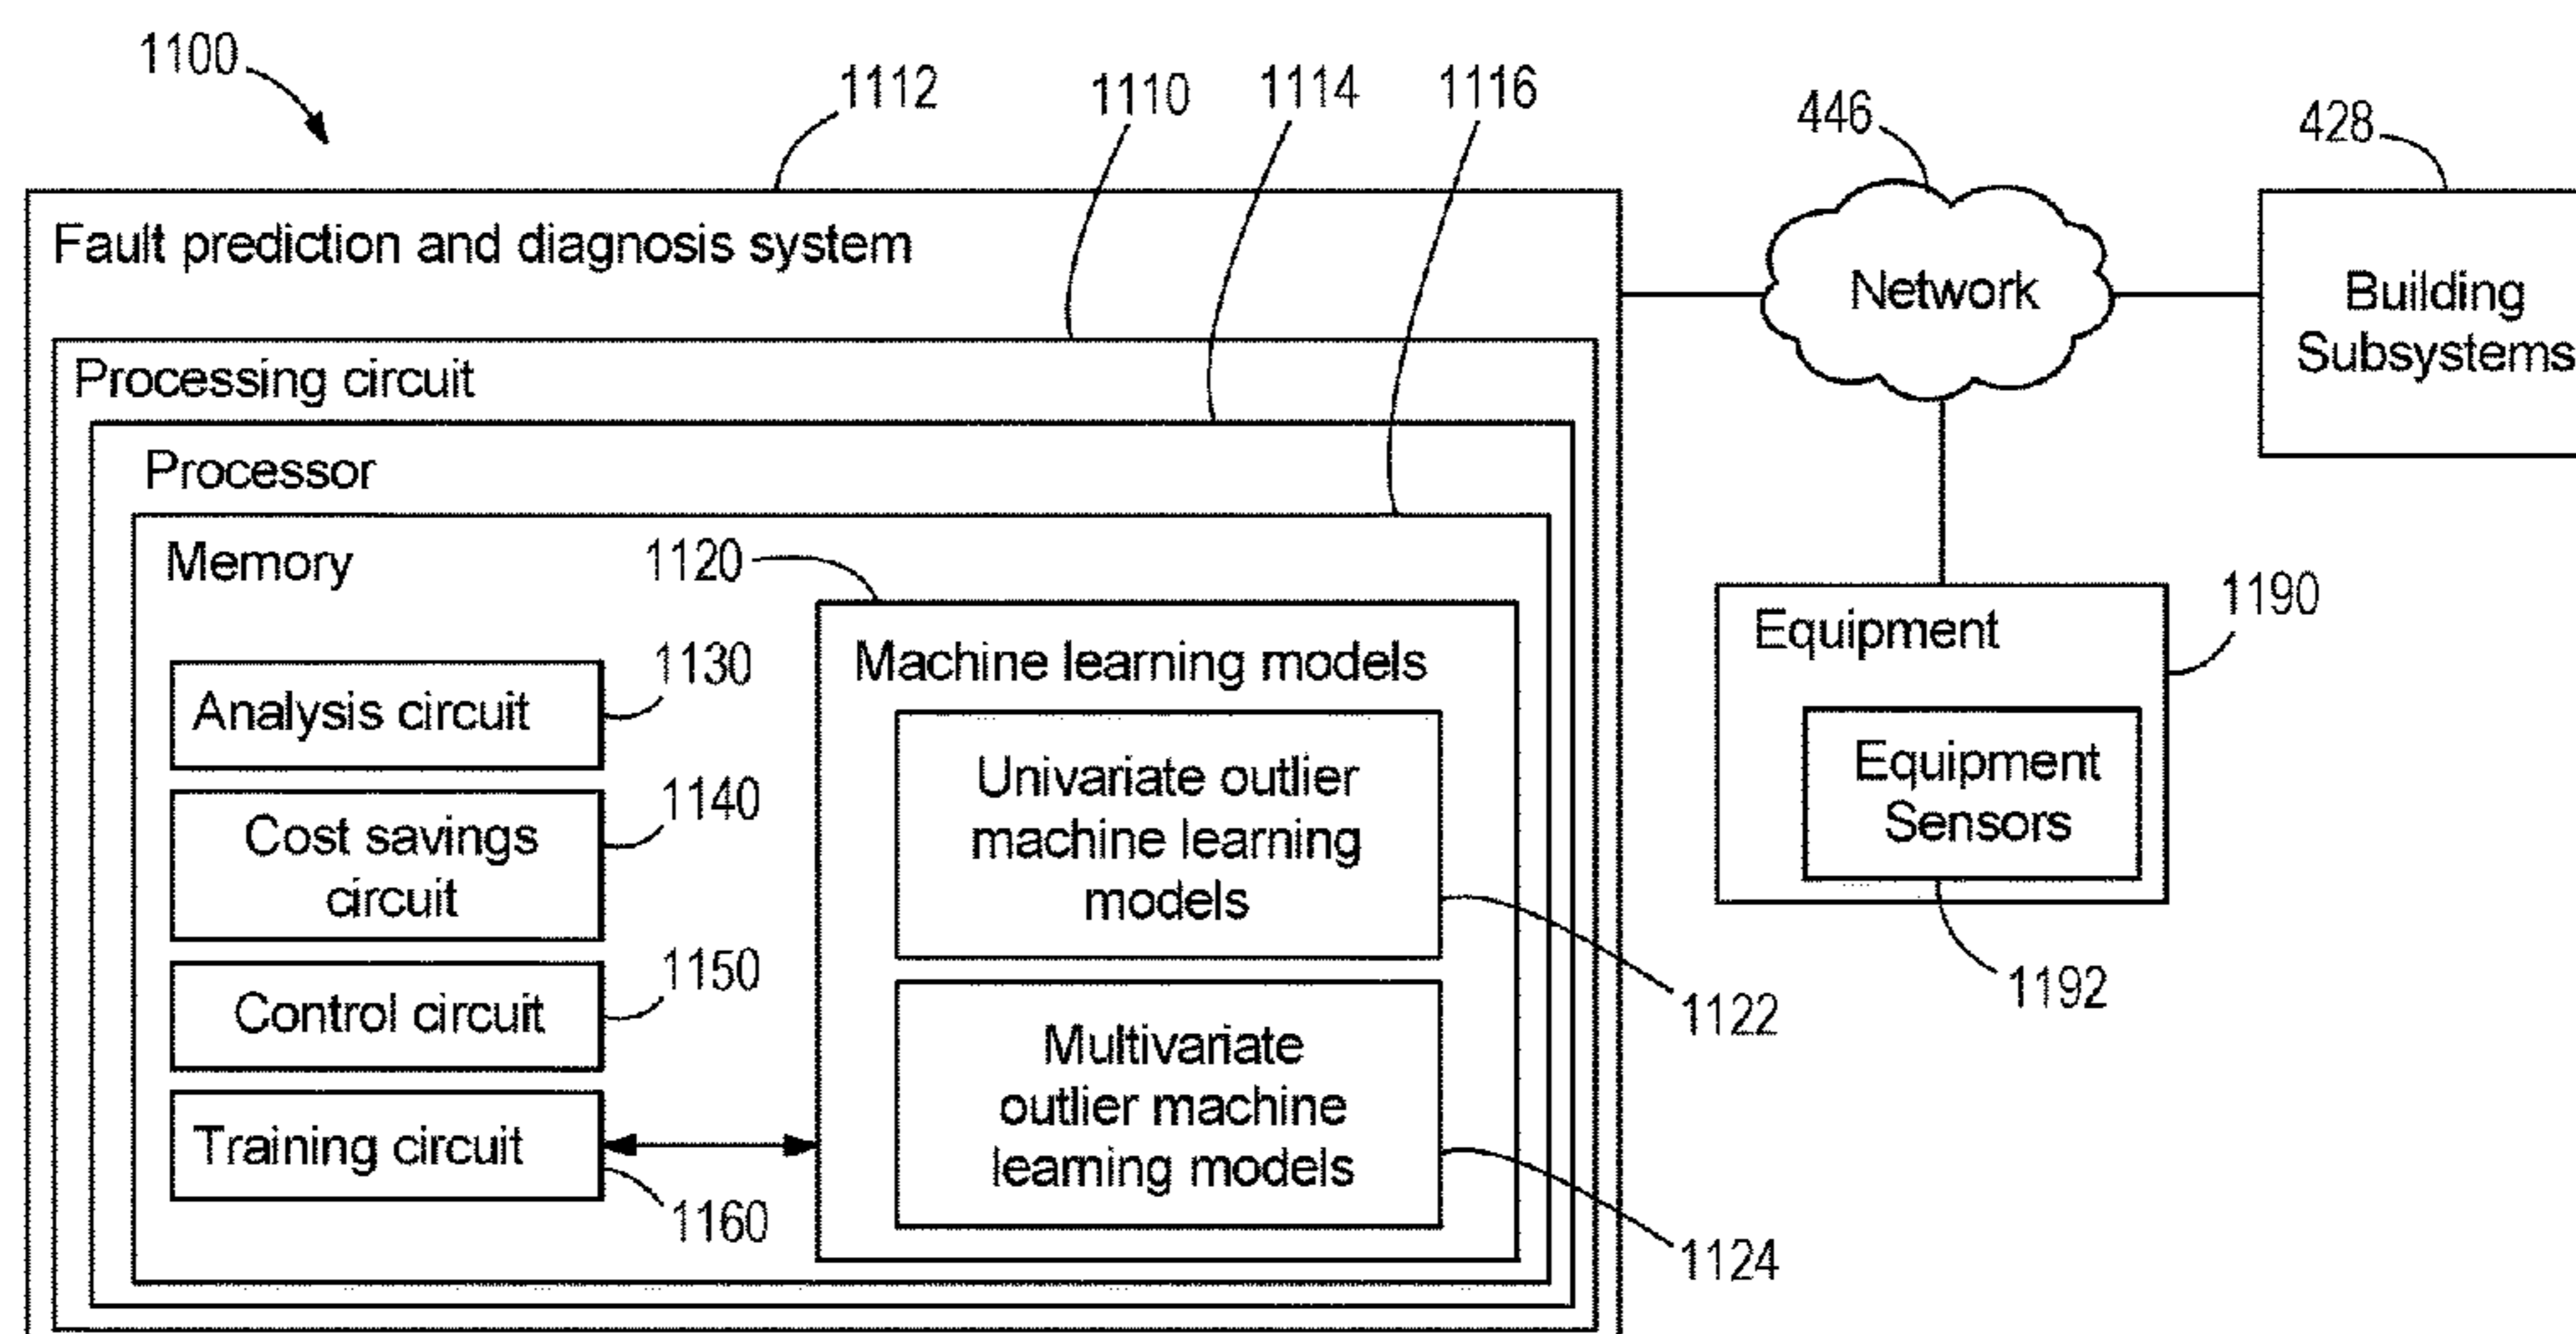 1100
1112
1110
1114
1116
446
428
Fault prediction and diagnosis system
Network
Building
Subsystems
Processing circuit
Processor
Memory
1120
1190
Equipment
Equipment
Sensors
1192
Machine learning models
Analysis circuit
1130
Cost savings
circuit
1140
Control circuit
1150
Training circuit
1160
Univariate outlier
machine learning
models
1122
Multivariate
outlier machine
learning models
1124